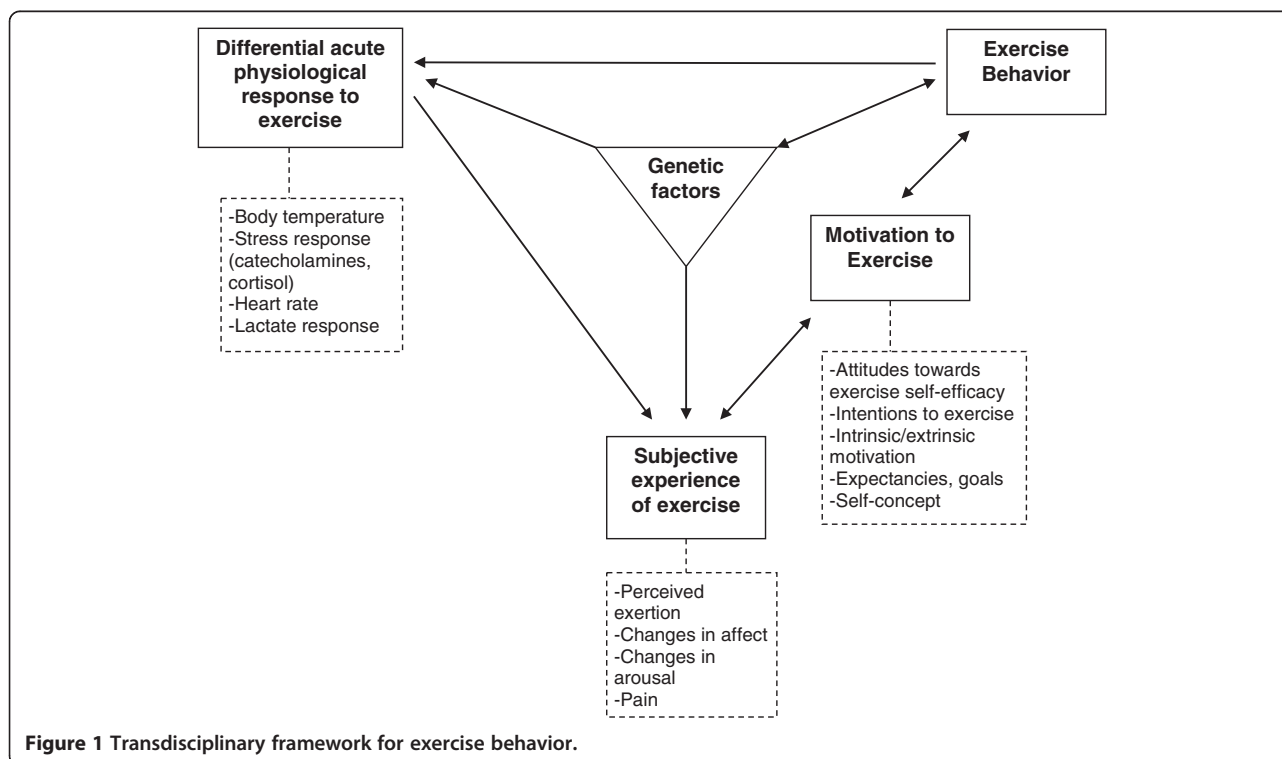 Differential acute
physiological
response to
exercise
Exercise
Behavior
Genetic
factors
-Body temperature
-Stress response
(catecholamines,
cortisol)
-Heart rate
-Lactate response
Motivation to
Exercise
-Attitudes towards
exercise self-efficacy
-Intentions to exercise
-Intrinsic/extrinsic
motivation
-Expectancies, goals
-Self-concept
Subjective
experience
of exercise
-Perceived
exertion
-Changes in affect
-Changes in
arousal
-Pain
Figure 1 Transdisciplinary framework for exercise behavior.